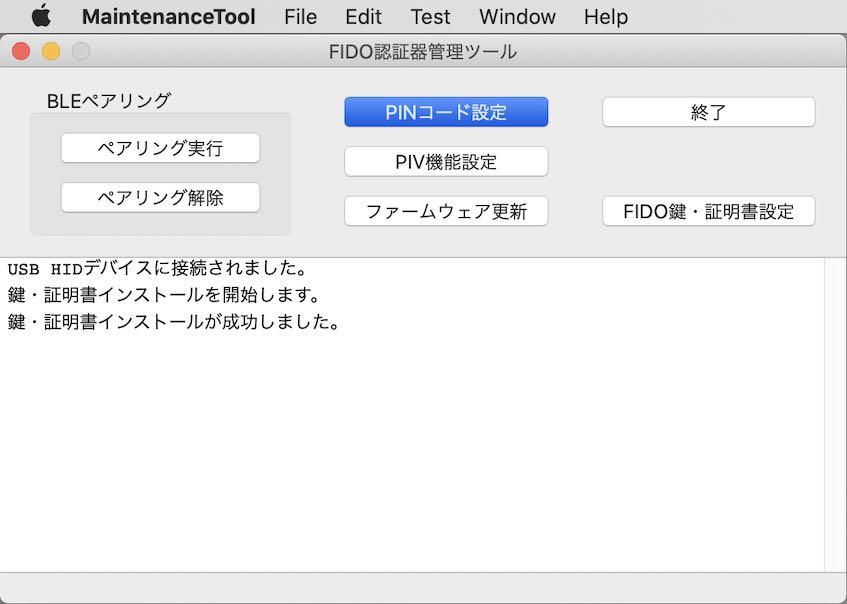 MaintenanceTool File Edit Test Window Help
FIDO認証器管理ツール
BLEペアリング
ペアリング実行
ペアリング解除
PINコード設定
PIV機能設定
ファームウェア更新
終了
FIDO鍵・証明書設定
USB HIDデバイスに接続されました。
鍵・証明書インストールを開始します。
鍵・証明書インストールが成功しました。